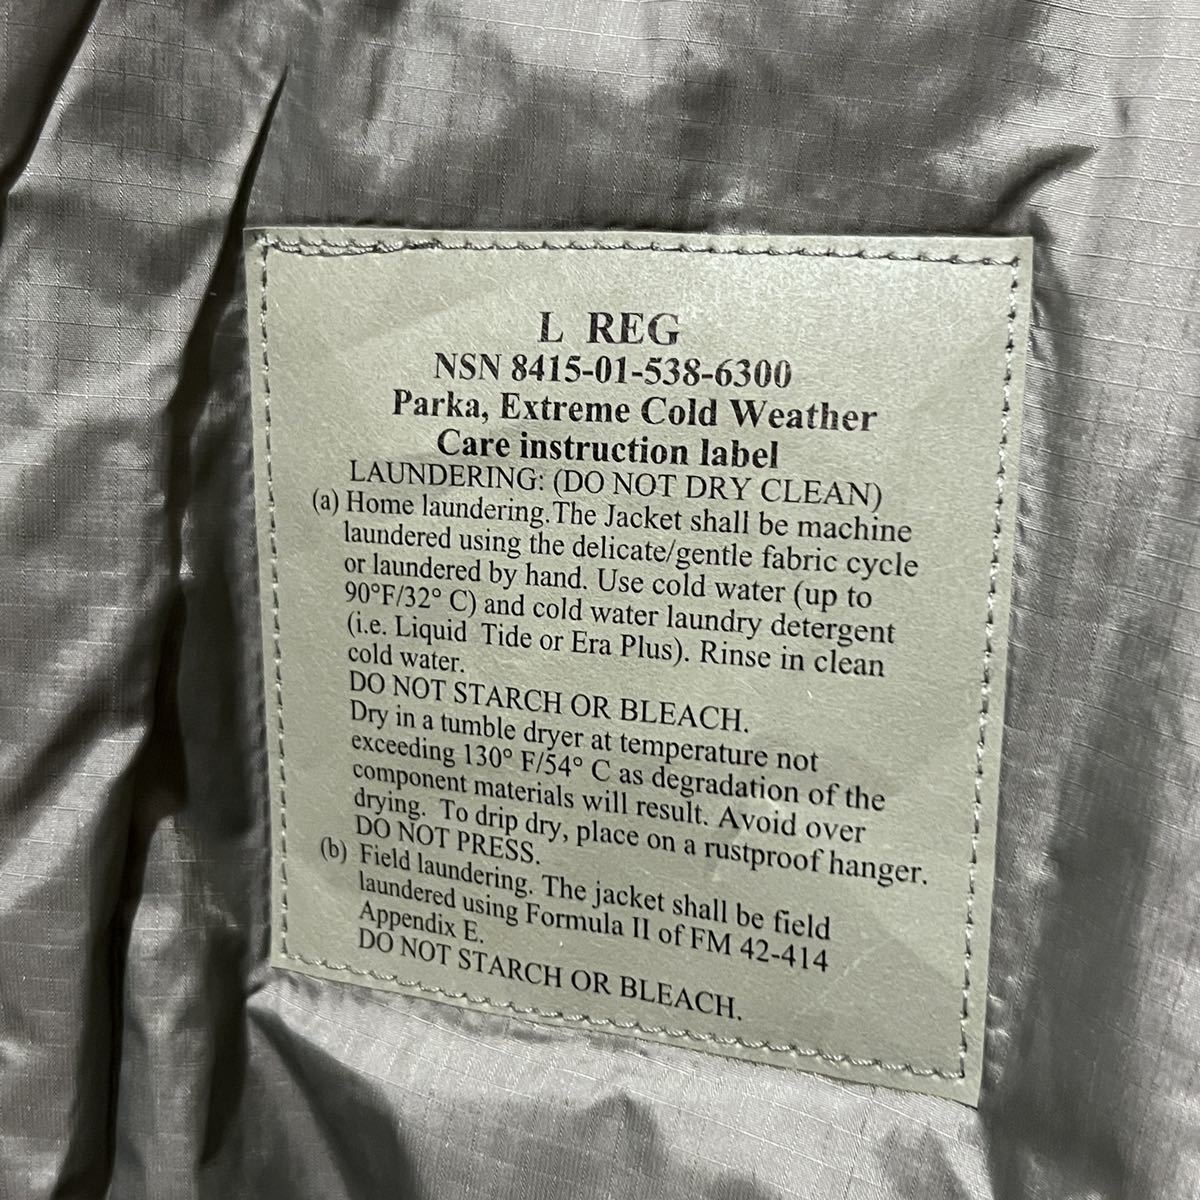 L REG
NSN 8415-01-538-6300
Parka, Extreme Cold Weather
Care instruction label
LAUNDERING: (DO NOT DRY CLEAN)
(a) Home laundering. The Jacket shall be machine
laundered using the delicate/gentle fabric cycle
or laundered by hand. Use cold water (up to
90°F/32° C) and cold water laundry detergent
(i.e. Liquid Tide or Era Plus). Rinse in clean
cold water.
DO NOT STARCH OR BLEACH.
Dry in a tumble dryer at temperature not
exceeding 130° F/54° C as degradation of the
component materials will result. Avoid over
drying. To drip dry, place on a rustproof hanger.
DO NOT PRESS.
(b) Field laundering. The jacket shall be field
laundered using Formula II of FM 42-414
Appendix E.
DO NOT STARCH OR BLEACH.